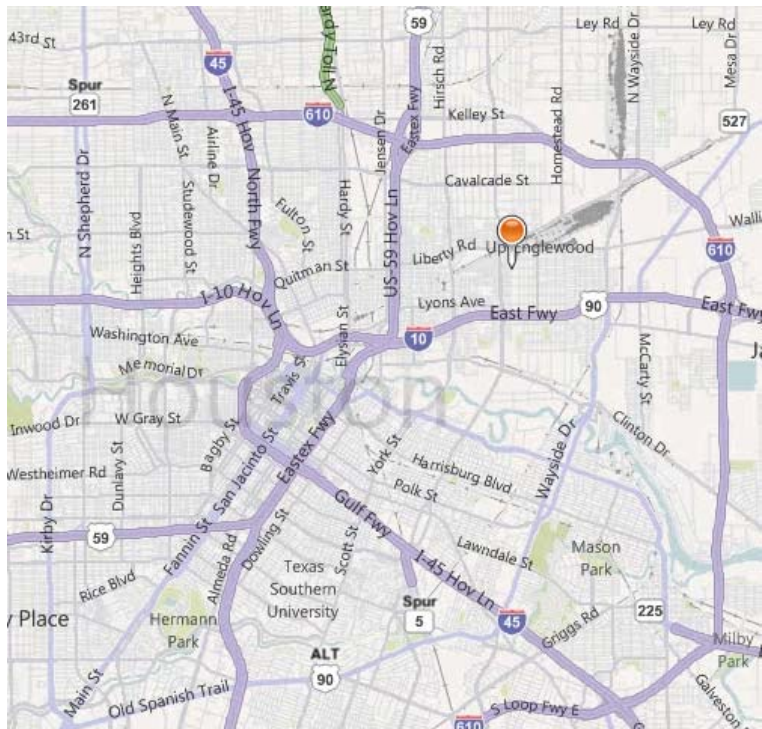 59
Ley Rd
Ley Rd
43rd St
45
Hirsch Rd
N Wayside Dr
Mesa Dr
Spur
261
I-45 Hov
N Main St
Airline Dr
610
Jensen Dr
Eastex Fwy
Kelley St
Homestead Rd
527
N Shepherd Dr
Studewood St
Heights Blvd
North Fwy
Fulton St
Hardy St
US-59 Hov Ln
Cavalcade St
Liberty Rd
Up Englewood
610
Quitman St
I-10 Hov Ln
Lyons Ave
East Fwy
90
East Fwy
Washington Ave
Elysian St
10
McCarty St
Memorial Dr
Travis St
Houston
Inwood Dr
W Gray St
Bagby St
San Jacinto St
Eastex Fwy
York St
Harrisburg Blvd
Wayside Dr
Clinton Dr
Westheimer Rd
Dunlavy St
Kirby Dr
Polk St
Gulf Fwy
59
Fannin St
Almeda Rd
Dowling St
Scott St
I-45 Hov Ln
Lawndale St
Mason
Park
Rice Blvd
Texas
Southern
University
Spur
5
45
Griggs Rd
225
y Place
Hermann
Park
Milby
Park
ALT
90
Main St
Old Spanish Trail
610
S Loop Fwy E
Galveston